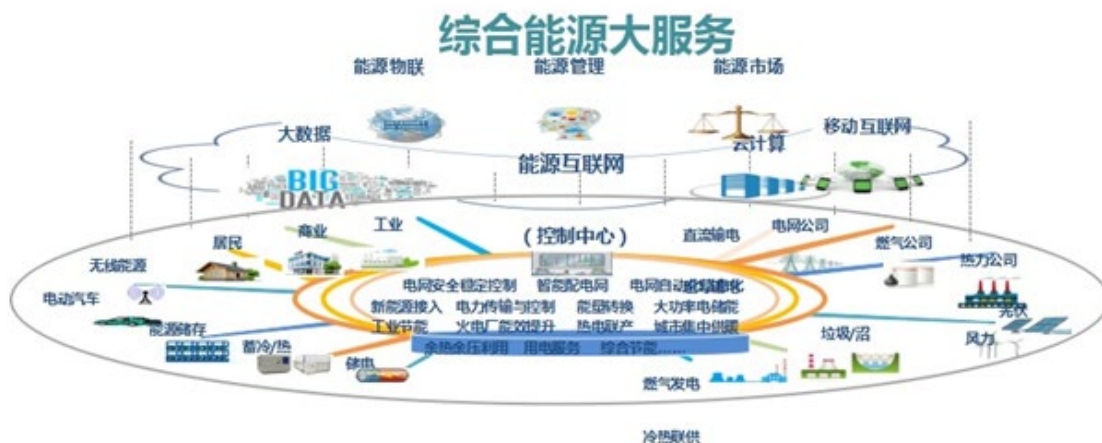 综合能源大服务
能源物联 能源管理 能源市场
大数据 能源互联网 云计算 移动互联网
BIG
DATA
居民 商业 工业 (控制中心) 直流输电 电网公司 燃气公司 热力公司
无线能源
电动汽车
能源储存
蓄冷/热
储电
电网安全稳定控制 智能配电网 电网自动化
新能源接入 电力传输与控制 能量转换 大功率电储能
工业节能 火电厂能效提升 热电联产 城市集中供暖
余热余压利用 用电服务 综合节能......
光伏
风力
垃圾/沼
燃气发电
冷热联供